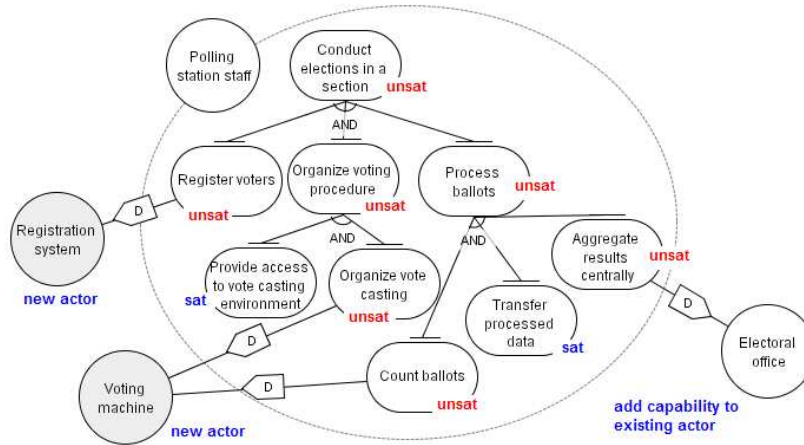 Polling
station staff
Conduct
elections in a
section
unsat
AND
Register voters
unsat
Organize voting
procedure
unsat
Process
ballots
unsat
D
Registration
system
new actor
AND
AND
Provide access
to vote casting
environment
sat
Organize vote
casting
unsat
Transfer
processed
data
sat
Aggregate
results
centrally
unsat
D
Electoral
office
add capability to
existing actor
D
D
Count ballots
unsat
Voting
machine
new actor